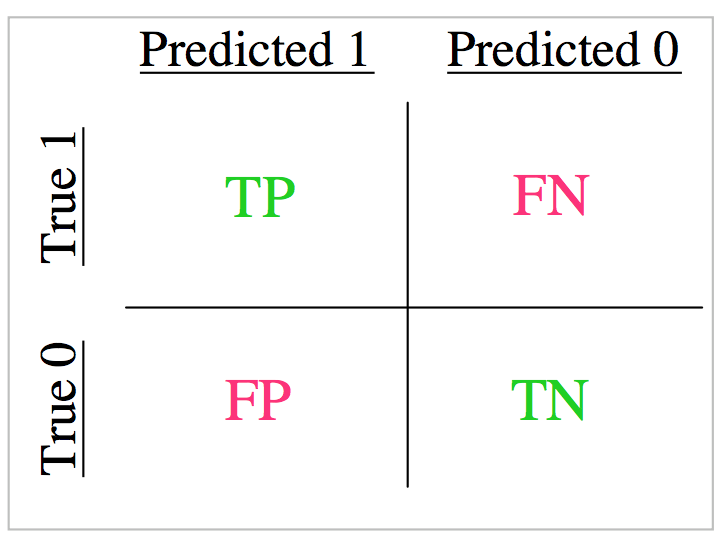 Predicted 1 Predicted 0
True 1
TP FN
True 0
FP TN